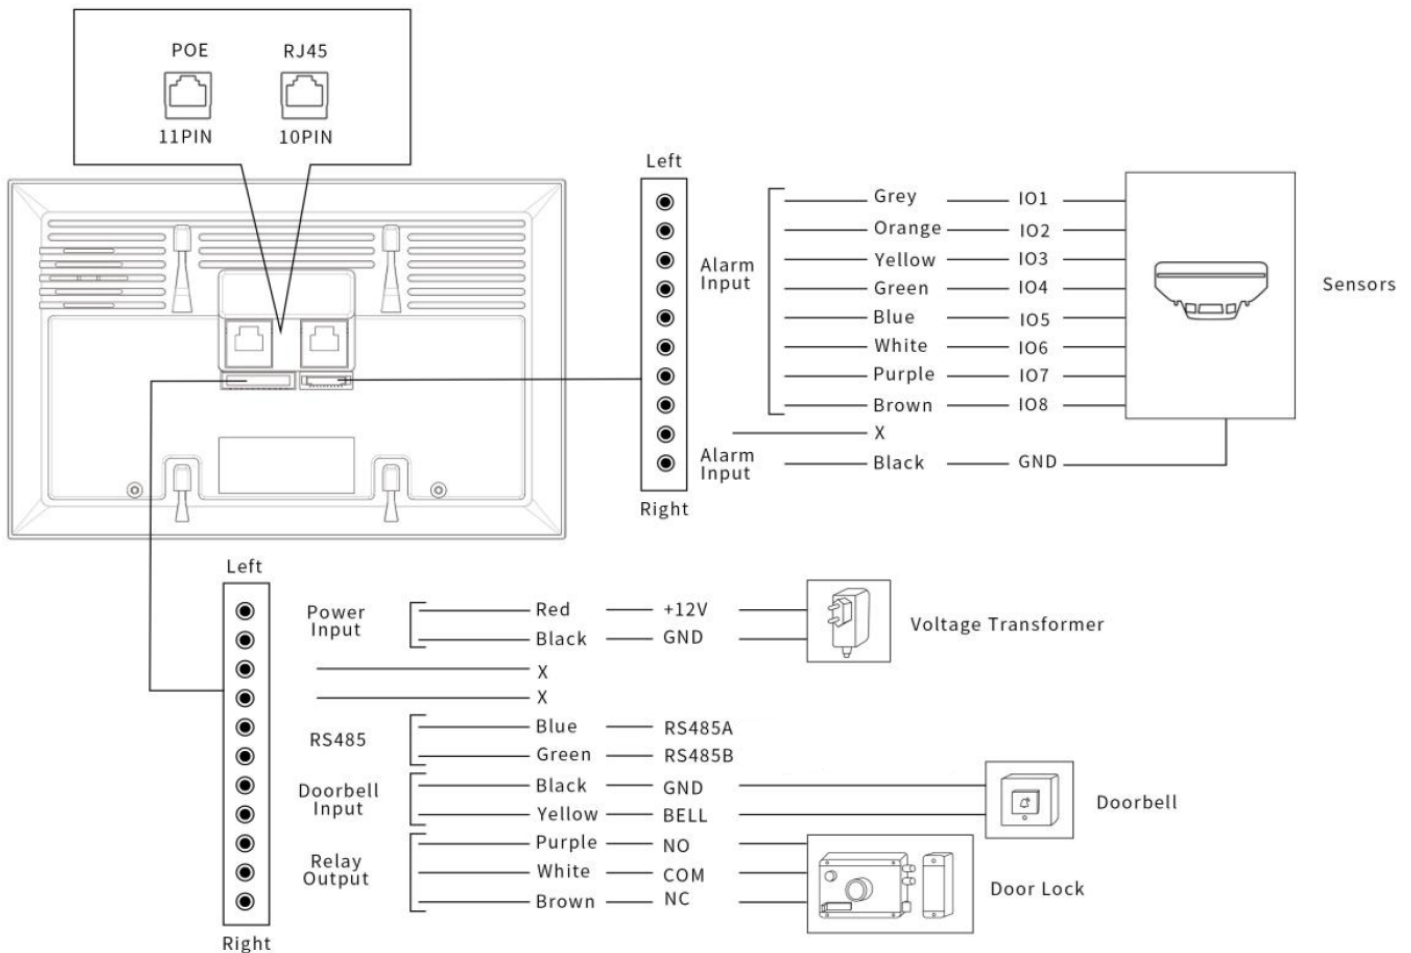 POE RJ45
11PIN 10PIN
Left
Grey IO1
Orange IO2
Yellow IO3
Alarm
Input
Green IO4
Blue IO5
White IO6
Purple IO7
Brown IO8
X
Alarm
Input
Black GND
Right
Sensors
Left
Power
Input
Red +12V
Black GND
Voltage Transformer
X
X
RS485
Blue RS485A
Green RS485B
Doorbell
Input
Black GND
Yellow BELL
Doorbell
Relay
Output
Purple NO
White COM
Brown NC
Door Lock
Right